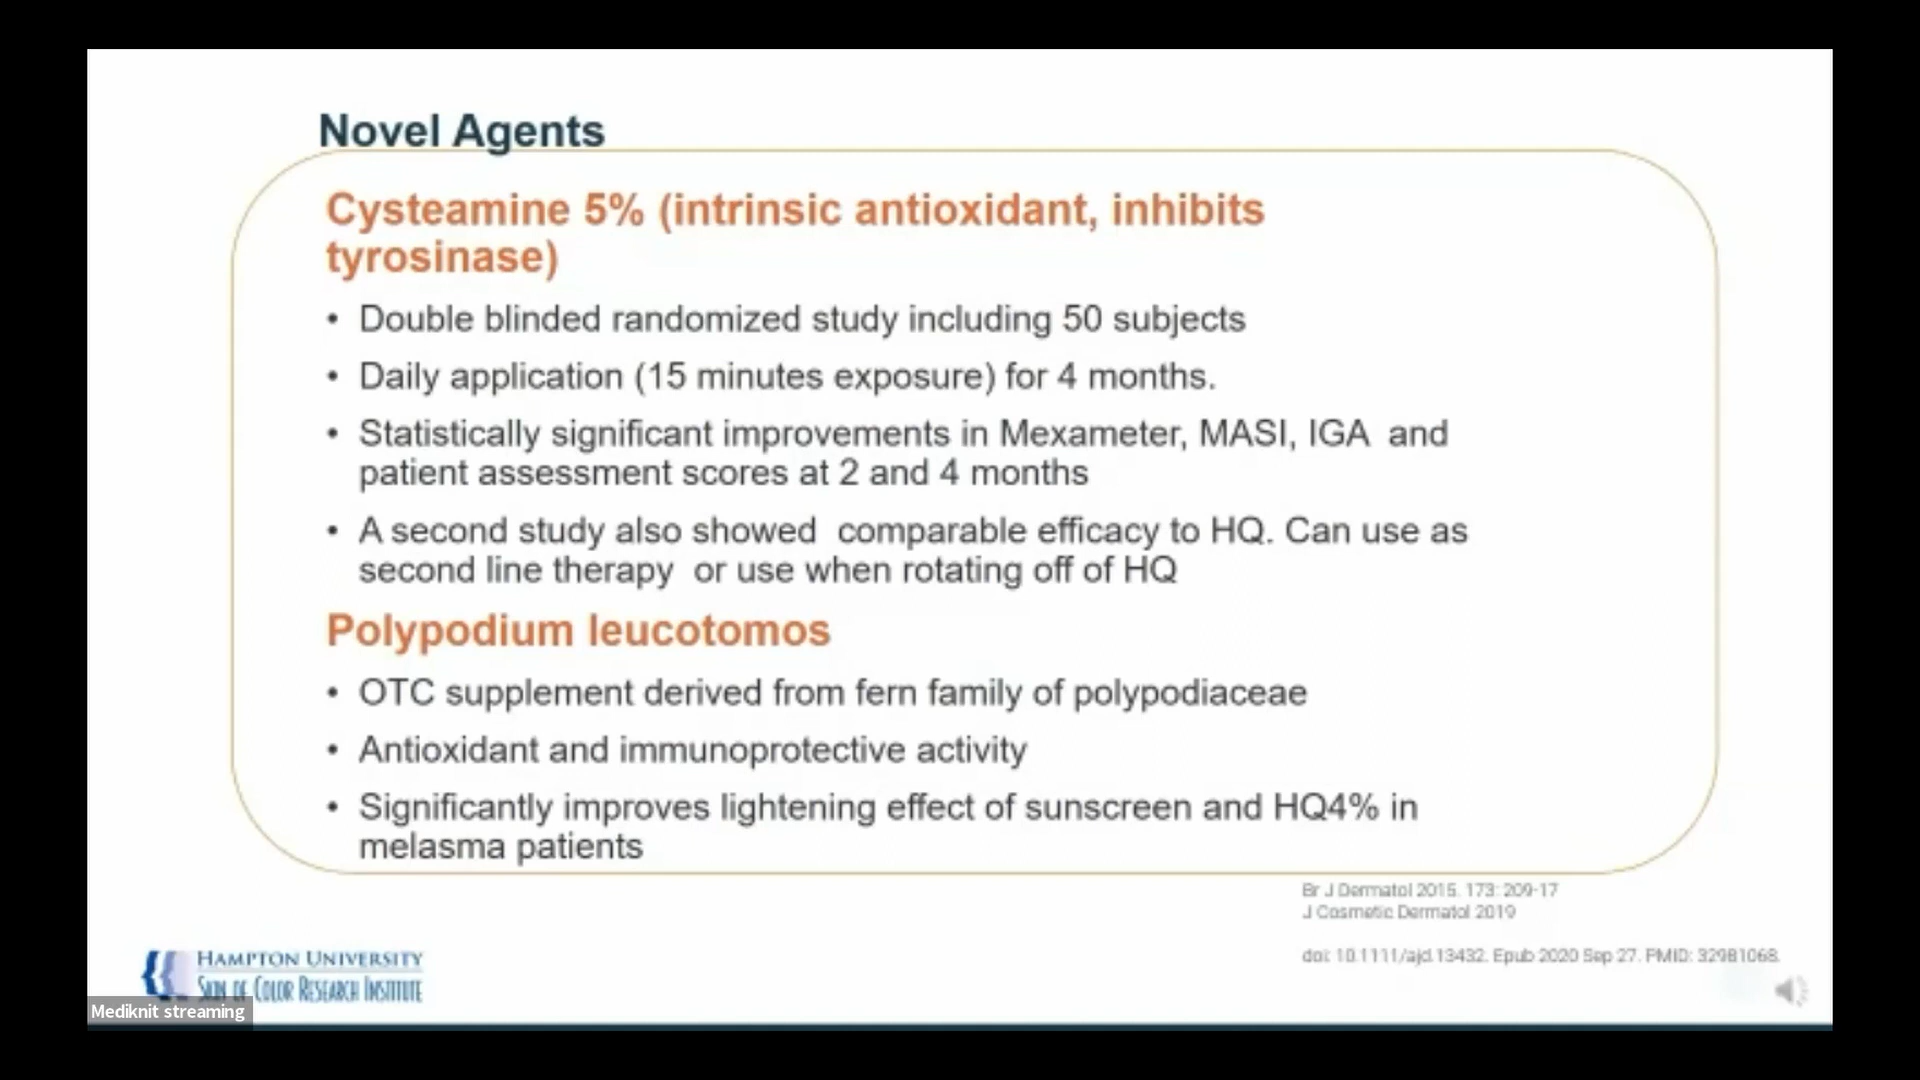 Novel Agents
Cysteamine 5% (intrinsic antioxidant, inhibits
tyrosinase)
• Double blinded randomized study including 50 subjects
• Daily application (15 minutes exposure) for 4 months.
• Statistically significant improvements in Mexameter, MASI, IGA and
patient assessment scores at 2 and 4 months
• A second study also showed comparable efficacy to HQ. Can use as
second line therapy or use when rotating off of HQ
Polypodium leucotomos
• OTC supplement derived from fern family of polypodiaceae
• Antioxidant and immunoprotective activity
• Significantly improves lightening effect of sunscreen and HQ4% in
melasma patients
Br J Dermatol 2015. 173: 209-17
J Cosmetic Dermatol 2019
doi: 10.1111/ajd.13432. Epub 2020 Sep 27. PMID: 32981068.
HAMPTON UNIVERSITY
SKIN OF COLOR RESEARCH INSTITUTE
Mediknit streaming